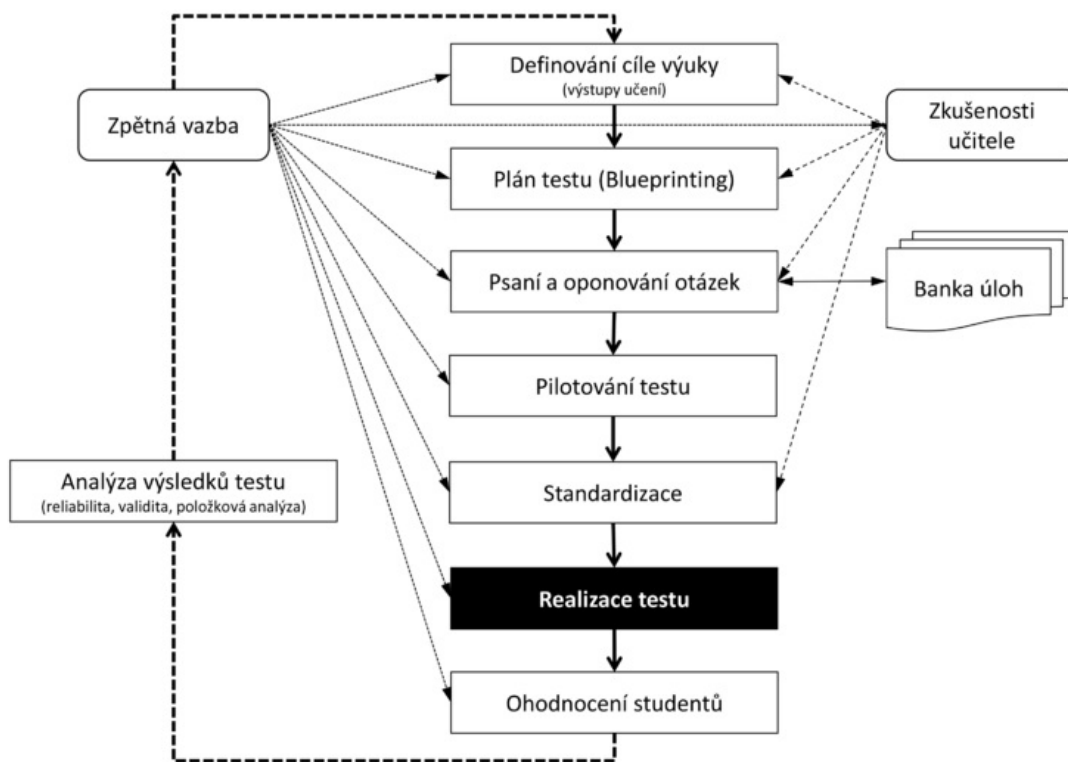 Definování cíle výuky
(výstupy učení)
Zpětná vazba
Zkušenosti
učitele
Plán testu (Blueprinting)
Psaní a oponování otázek
Banka úloh
Pilotování testu
Analýza výsledků testu
(reliabilita, validita, položková analýza)
Standardizace
Realizace testu
Ohodnocení studentů